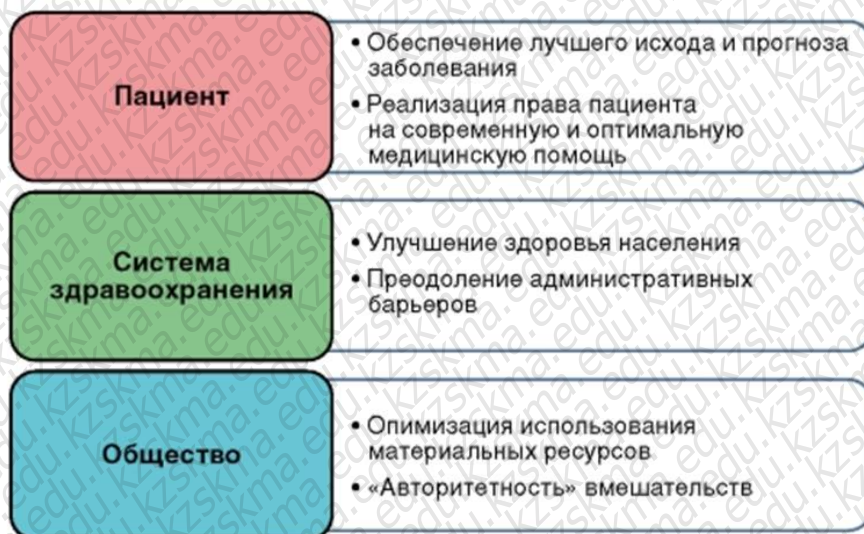 Пациент
• Обеспечение лучшего исхода и прогноза
заболевания
• Реализация права пациента
на современную и оптимальную
медицинскую помощь
Система
здравоохранения
• Улучшение здоровья населения
• Преодоление административных
барьеров
Общество
• Опимизация использования
материальных ресурсов
• «Авторитетность» вмешательств